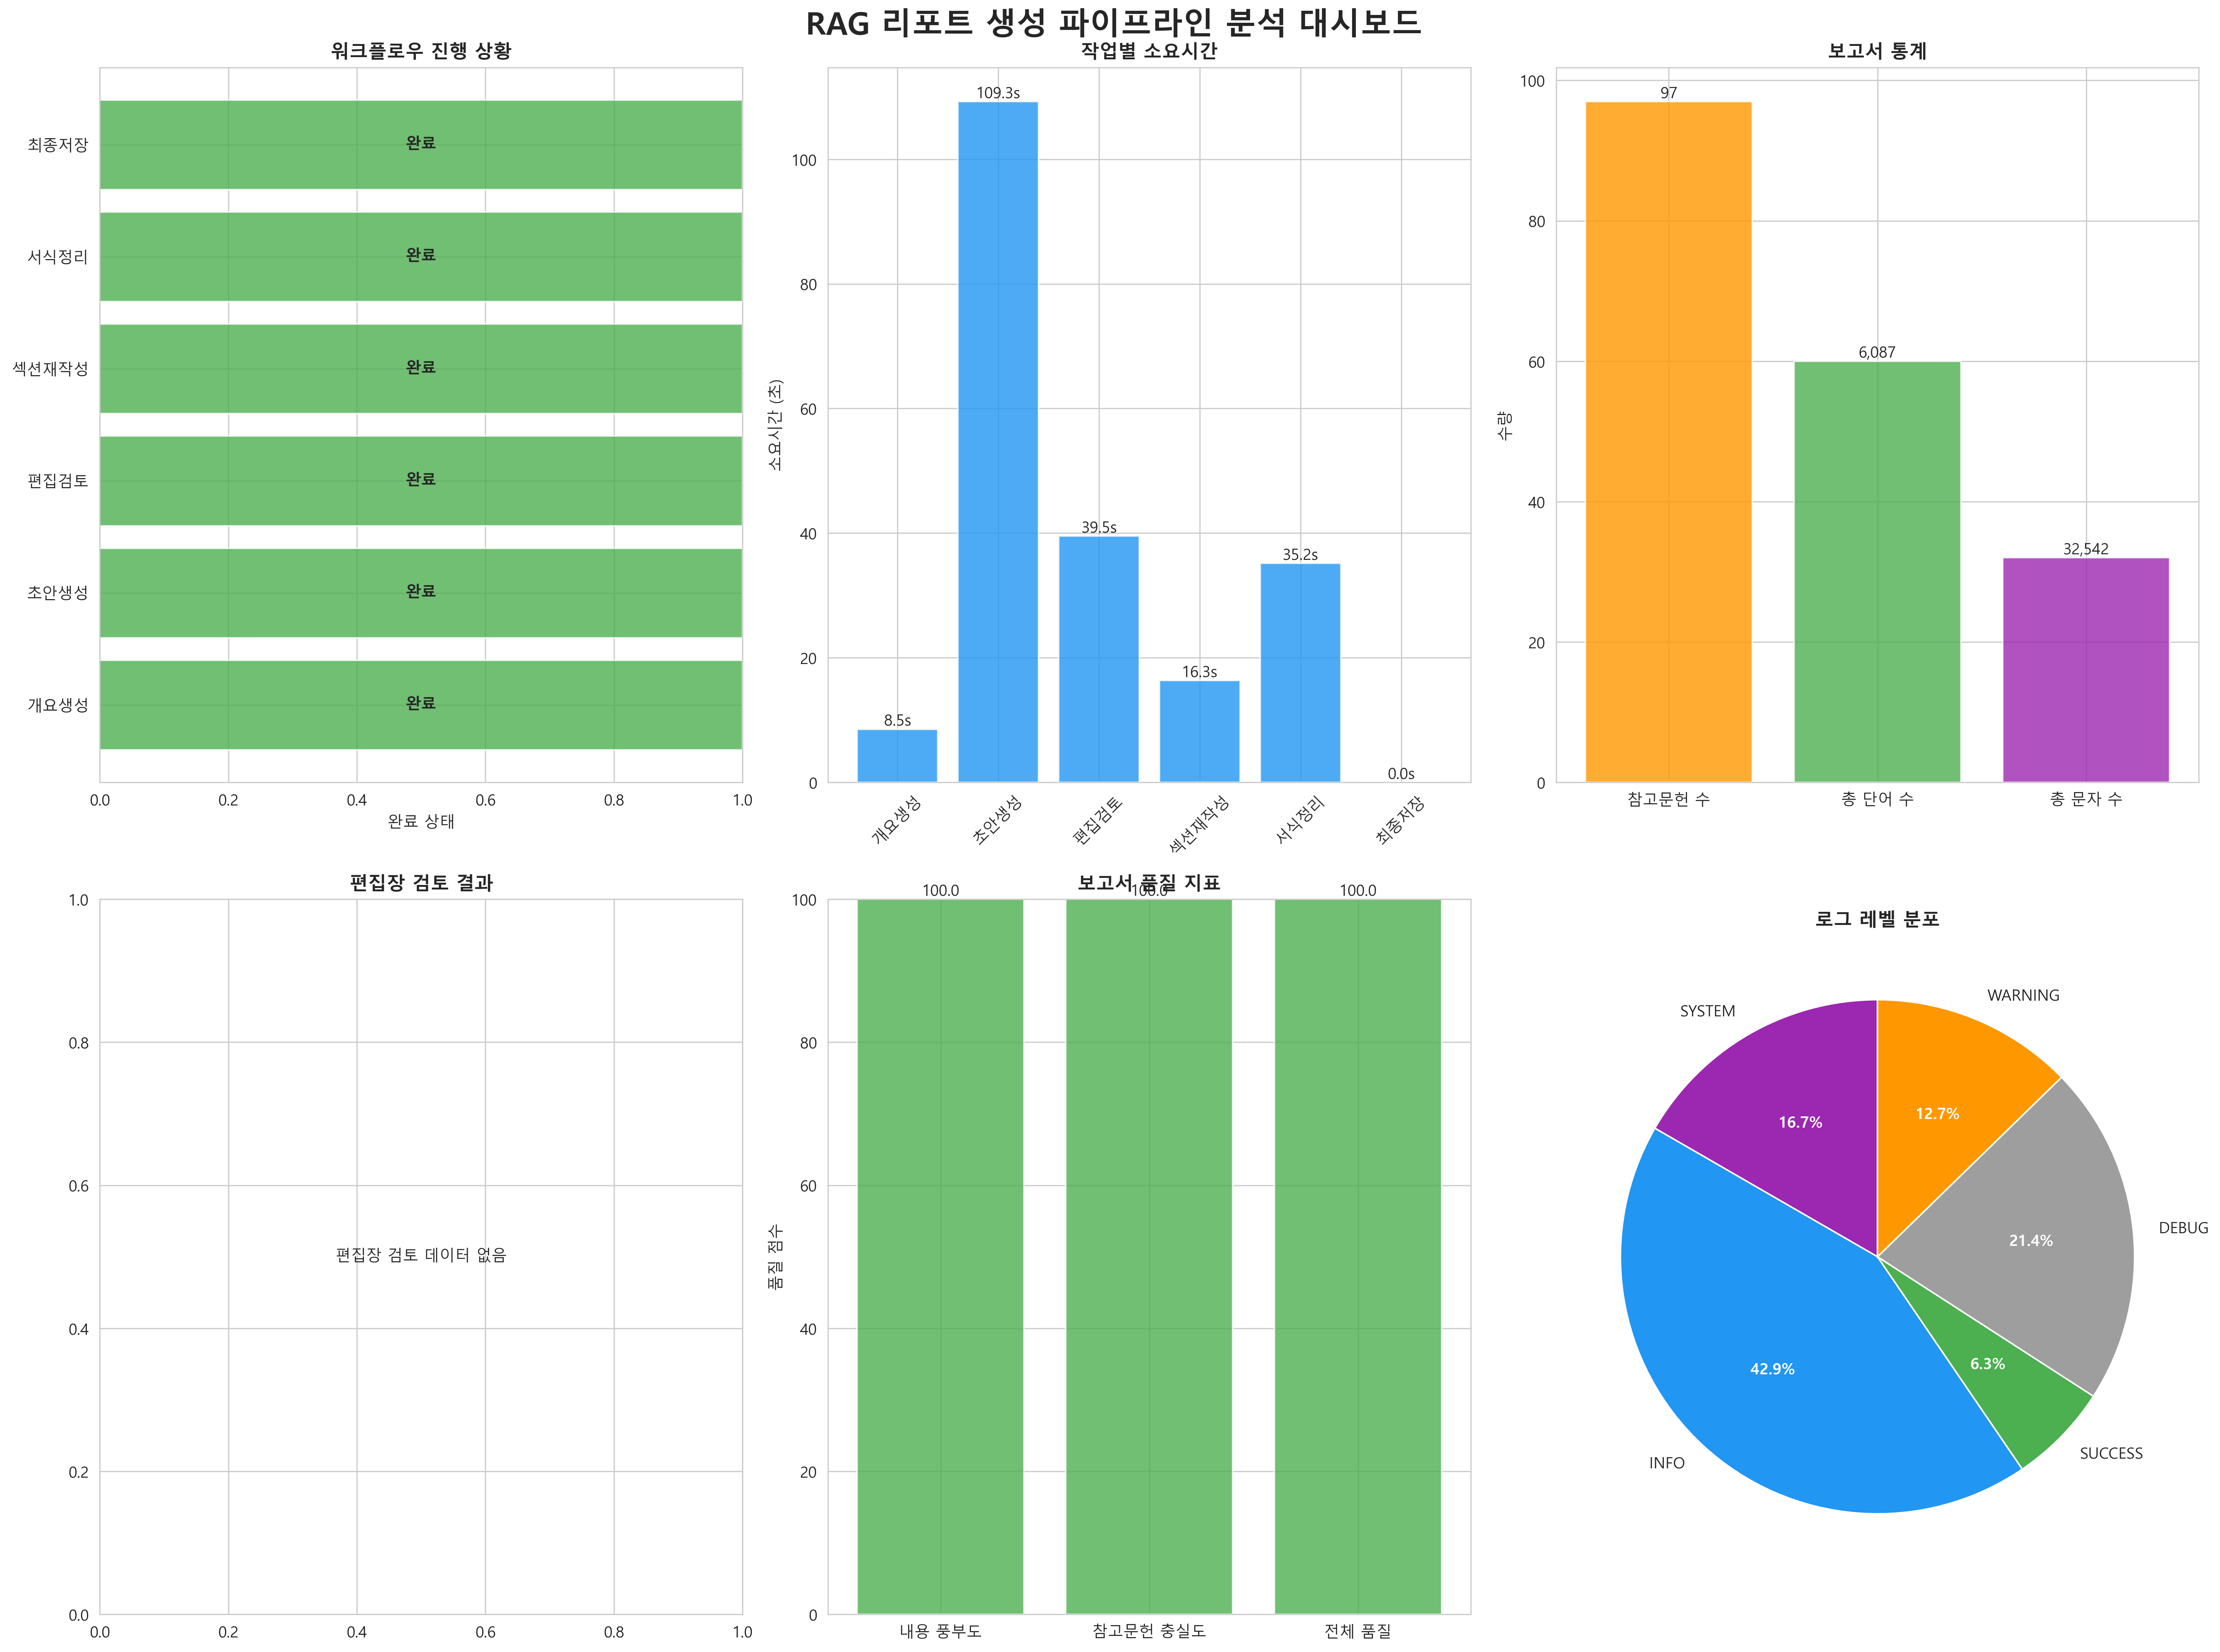 RAG 리포트 생성 파이프라인 분석 대시보드
워크플로우 진행 상황
최종저장
서식정리
섹션재작성
편집검토
초안생성
개요생성
완료
완료
완료
완료
완료
완료
0.0 0.2 0.4 0.6 0.8 1.0
완료 상태
작업별 소요시간
소요시간 (초)
100
80
60
40
20
0
8.5s
109.3s
39.5s
16.3s
35.2s
0.0s
개요생성 초안생성 편집검토 섹션재작성 서식정리 최종저장
보고서 통계
수량
100
80
60
40
20
0
97
6,087
32,542
참고문헌 수 총 단어 수 총 문자 수
편집장 검토 결과
1.0
0.8
0.6
0.4
0.2
0.0
편집장 검토 데이터 없음
0.0 0.2 0.4 0.6 0.8 1.0
보고서 품질 지표
품질 점수
100
80
60
40
20
0
100.0 100.0 100.0
내용 풍부도 참고문헌 충실도 전체 품질
로그 레벨 분포
WARNING
SYSTEM
12.7%
16.7%
DEBUG
21.4%
6.3%
42.9%
SUCCESS
INFO